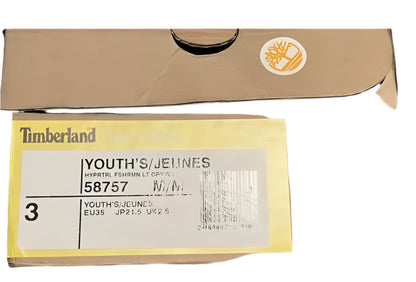 Timberland
YOUTH'S/JEUNES
58757 M/M
3
YOUTH'S/JEUNES
EU35 JP21.5 UK2.5